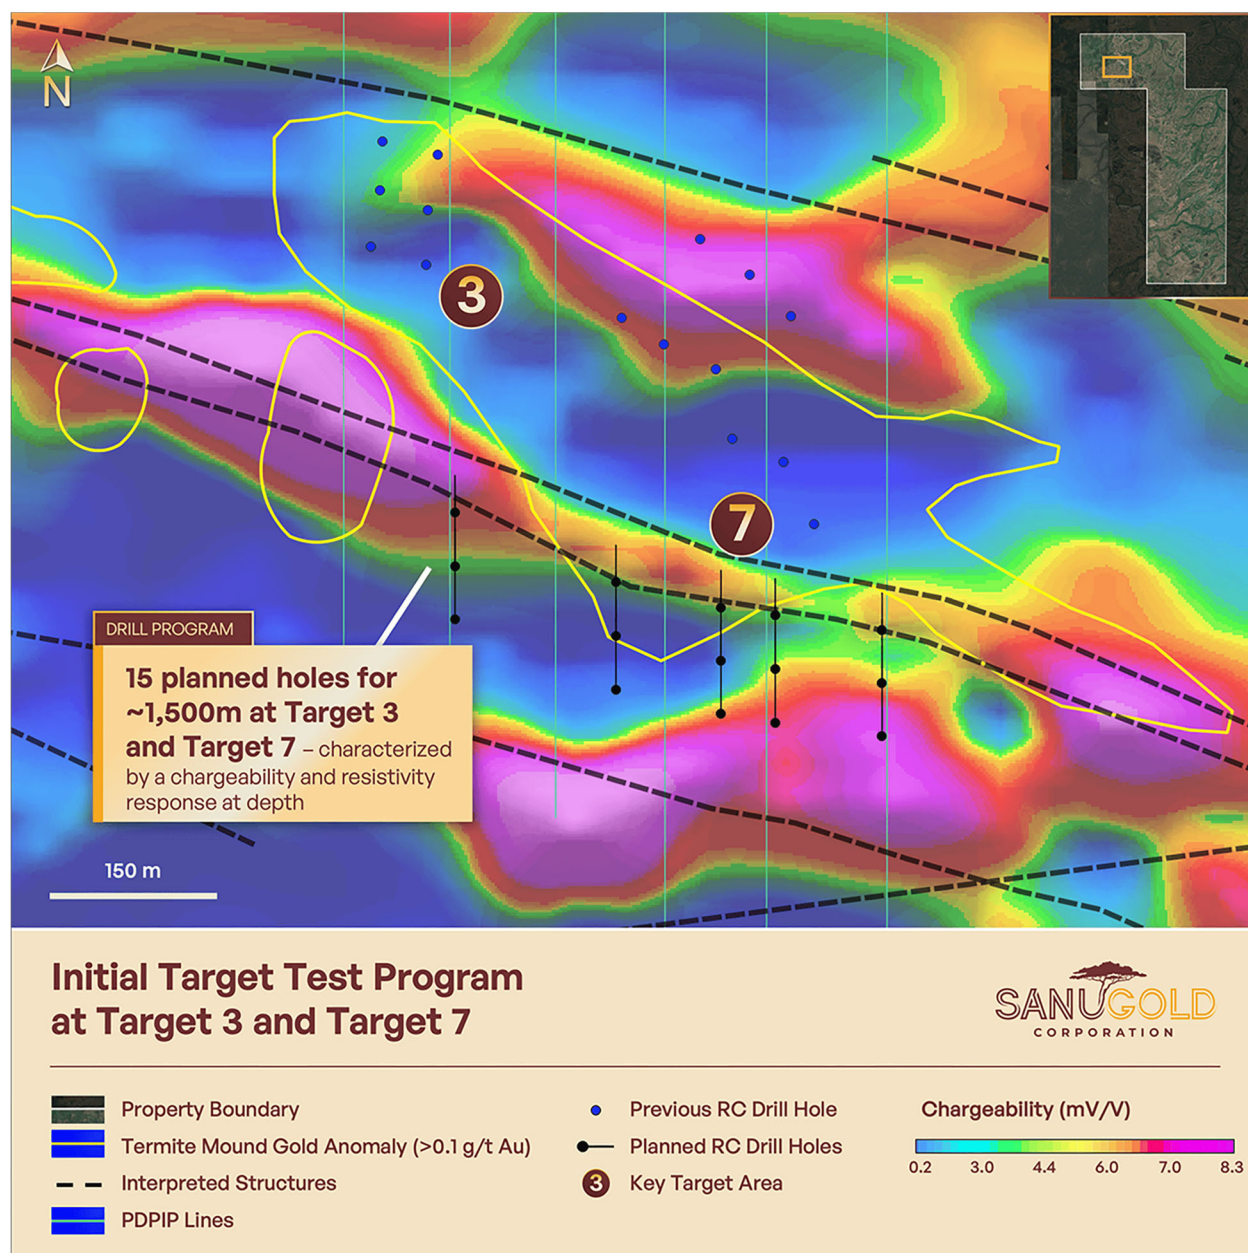 N
3
7
DRILL PROGRAM
15 planned holes for
~1,500m at Target 3
and Target 7 – characterized
by a chargeability and resistivity
response at depth
150 m
Initial Target Test Program
at Target 3 and Target 7
SANUGOLD
CORPORATION
Property Boundary
Termite Mound Gold Anomaly (>0.1 g/t Au)
Interpreted Structures
PDPIP Lines
Previous RC Drill Hole
Planned RC Drill Holes
3 Key Target Area
Chargeability (mV/V)
0.2 3.0 4.4 6.0 7.0 8.3